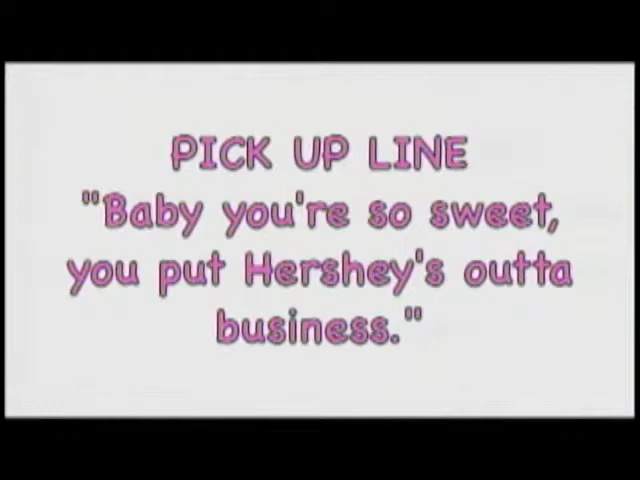 PICK UP LINE
"Baby you're so sweet,
you put Hershey's outta
business."